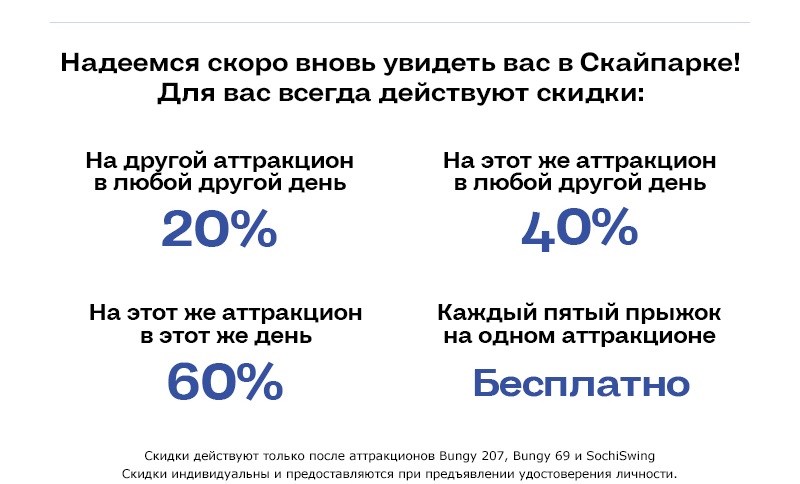 Надеемся скоро вновь увидеть вас в Скайпарке!
Для вас всегда действуют скидки:
На другой аттракцион
в любой другой день
20%
На этот же аттракцион
в любой другой день
40%
На этот же аттракцион
в этот же день
60%
Каждый пятый прыжок
на одном аттракционе
Бесплатно
Скидки действуют только после аттракционов Bungy 207, Bungy 69 и SochiSwing
Скидки индивидуальны и предоставляются при предъявлении удостоверения личности.